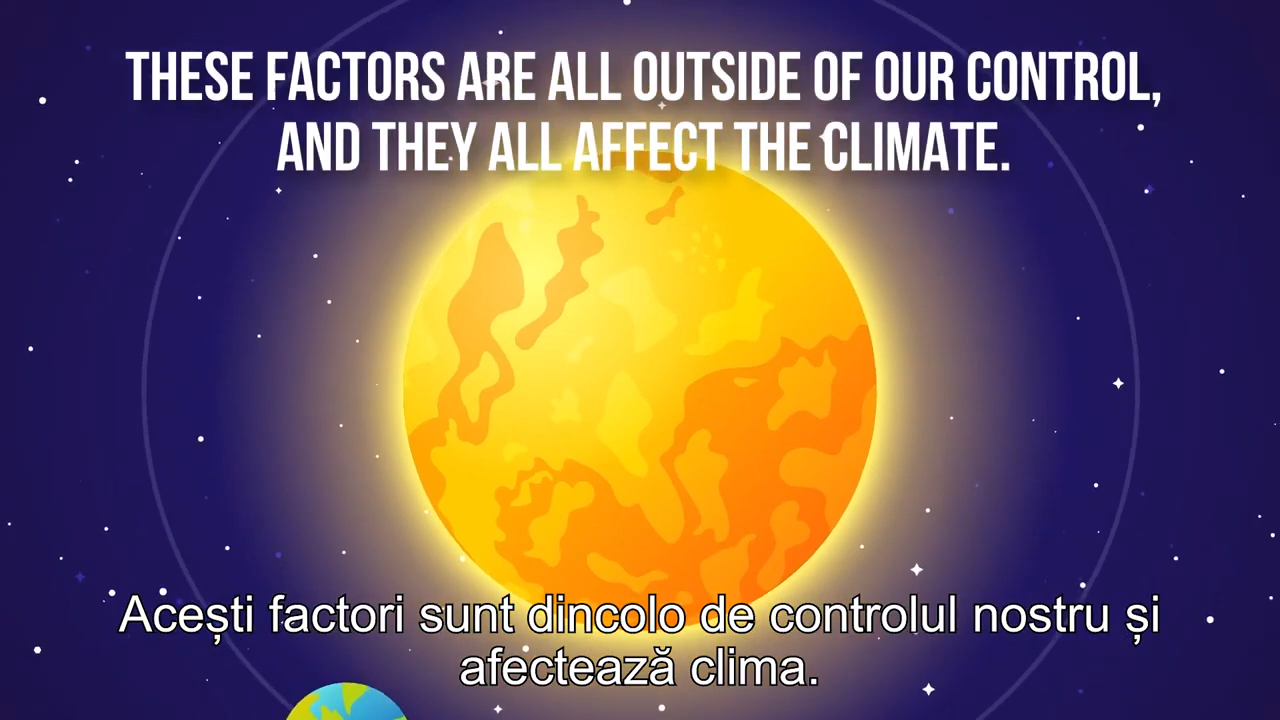 THESE FACTORS ARE ALL OUTSIDE OF OUR CONTROL,
AND THEY ALL AFFECT THE CLIMATE.
Acești factori sunt dincolo de controlul nostru și
afectează clima.